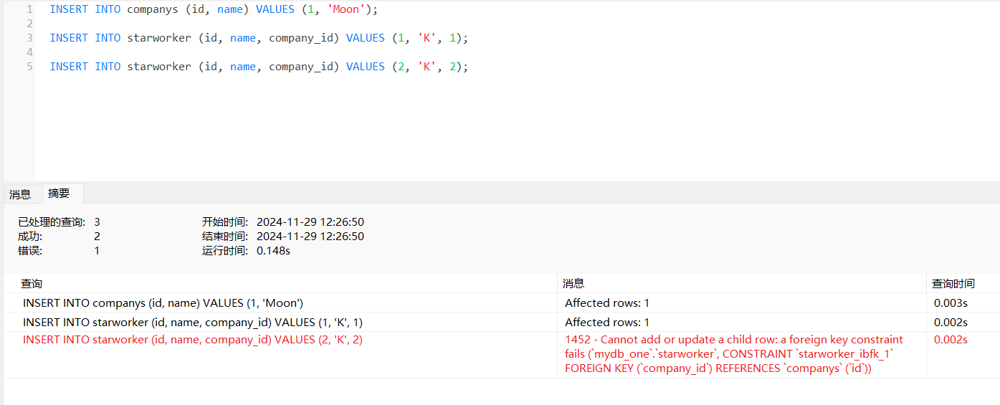 1 INSERT INTO companys (id, name) VALUES (1, 'Moon');
2
3 INSERT INTO starworker (id, name, company_id) VALUES (1, 'K', 1);
4
5 INSERT INTO starworker (id, name, company_id) VALUES (2, 'K', 2);
消息 摘要
已处理的查询: 3 开始时间: 2024-11-29 12:26:50
成功: 2 结束时间: 2024-11-29 12:26:50
错误: 1 运行时间: 0.148s
查询 消息 查询时间
INSERT INTO companys (id, name) VALUES (1, 'Moon') Affected rows: 1 0.003s
INSERT INTO starworker (id, name, company_id) VALUES (1, 'K', 1) Affected rows: 1 0.002s
INSERT INTO starworker (id, name, company_id) VALUES (2, 'K', 2) 1452 - Cannot add or update a child row: a foreign key constraint 0.002s
fails (`mydb_one`.`starworker`, CONSTRAINT `starworker_ibfk_1`
FOREIGN KEY (`company_id`) REFERENCES `companys` (`id`))